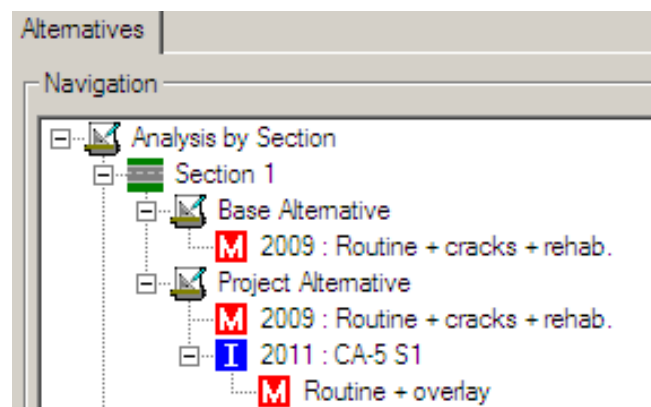 Alternatives
Navigation
Analysis by Section
Section 1
Base Alternative
M 2009 : Routine + cracks + rehab.
Project Alternative
M 2009 : Routine + cracks + rehab.
I 2011 : CA-5 S1
M Routine + overlay